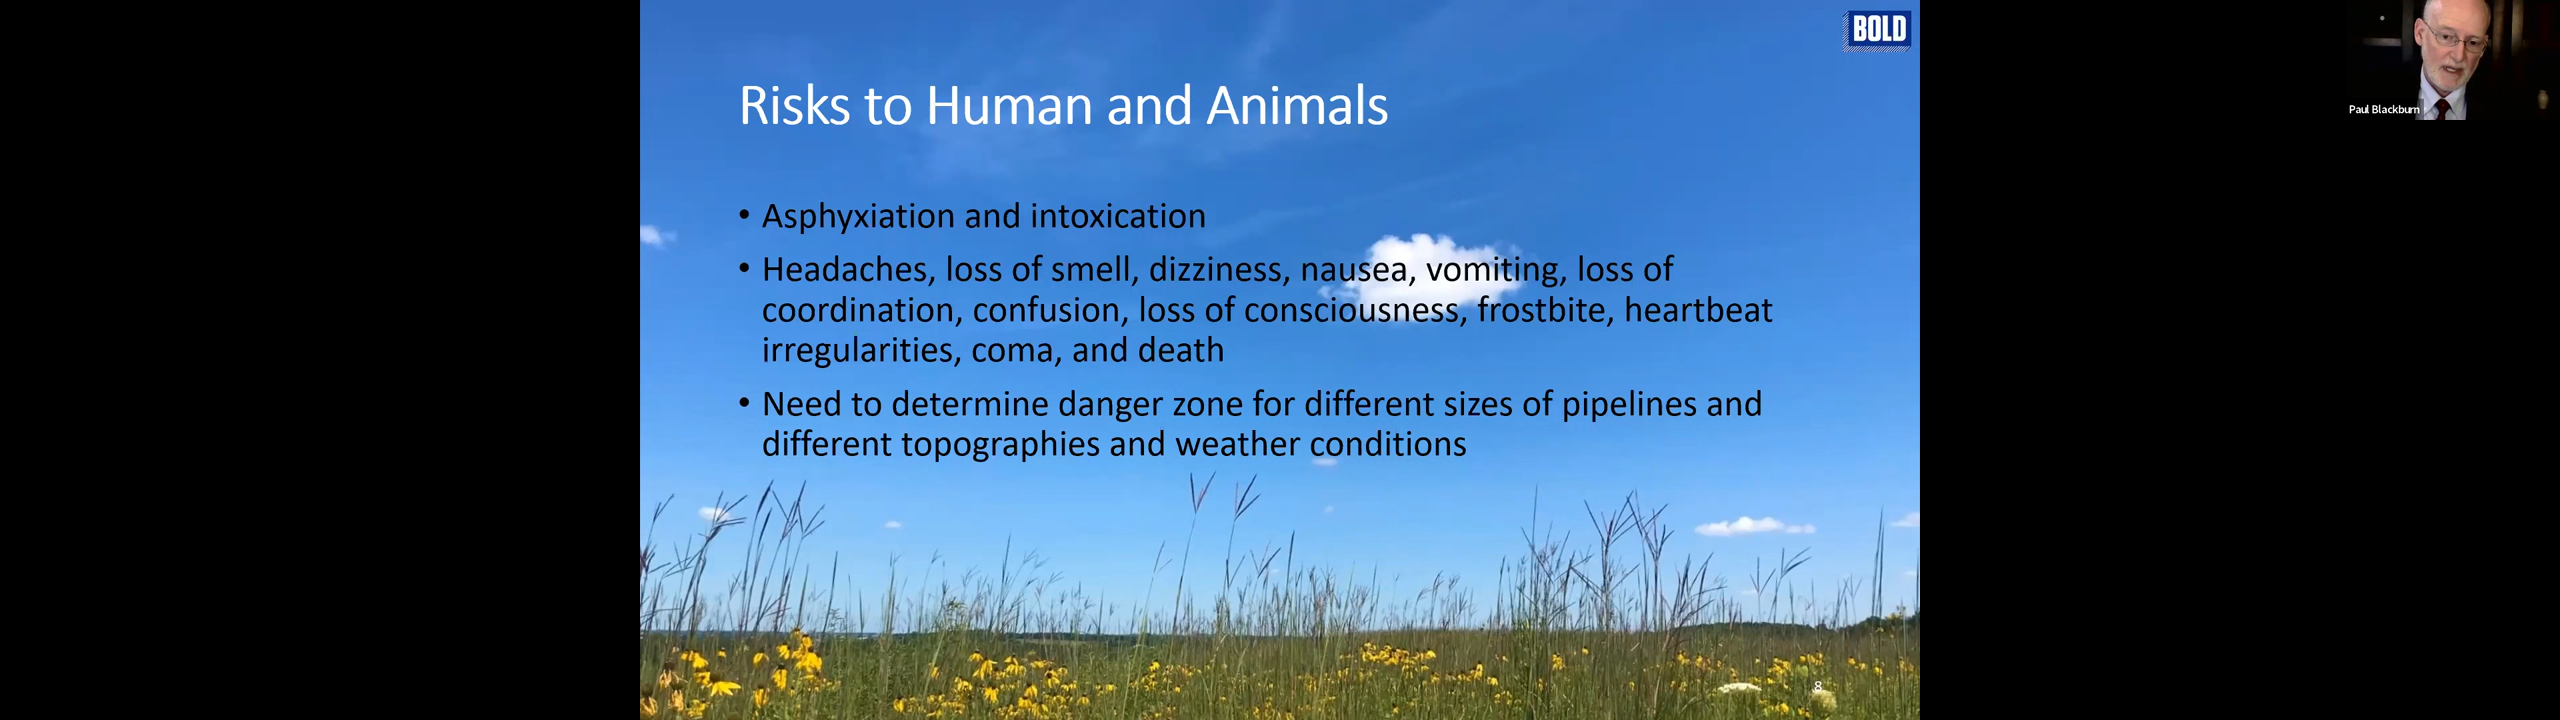 BOLD
Risks to Human and Animals
• Asphyxiation and intoxication
• Headaches, loss of smell, dizziness, nausea, vomiting, loss of
coordination, confusion, loss of consciousness, frostbite, heartbeat
irregularities, coma, and death
• Need to determine danger zone for different sizes of pipelines and
different topographies and weather conditions
8
Paul Blackburn